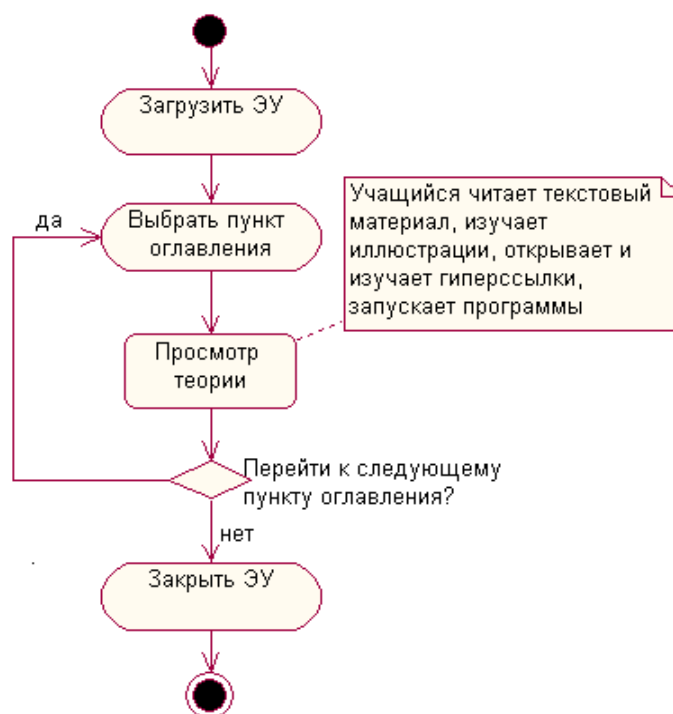 Загрузить ЭУ
Учащийся читает текстовый
материал, изучает
иллюстрации, открывает и
изучает гиперссылки,
запускает программы
да
Выбрать пункт
оглавления
Просмотр
теории
Перейти к следующему
пункту оглавления?
нет
Закрыть ЭУ